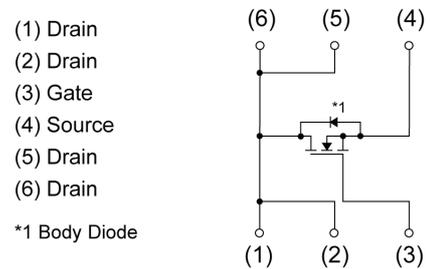 (1) Drain
(2) Drain
(3) Gate
(4) Source
(5) Drain
(6) Drain
*1 Body Diode
(6) (5) (4)
*1
(1) (2) (3)